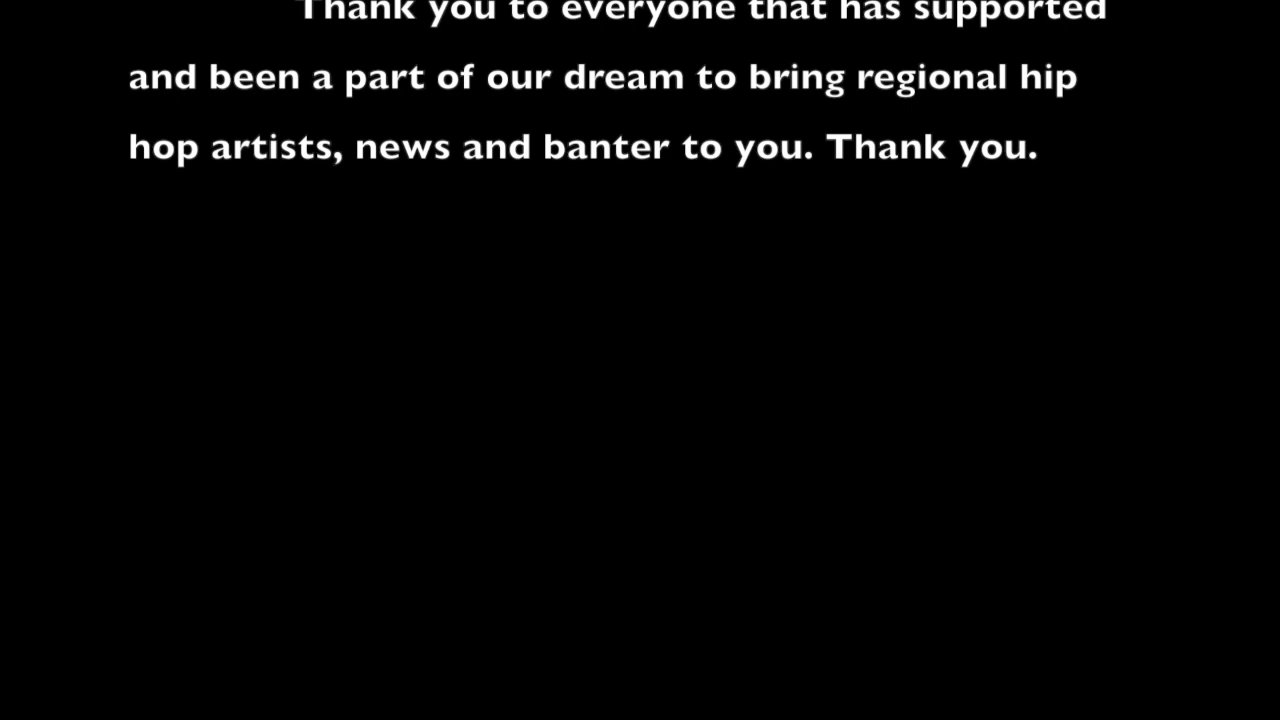 Thank you to everyone that has supported
and been a part of our dream to bring regional hip
hop artists, news and banter to you. Thank you.